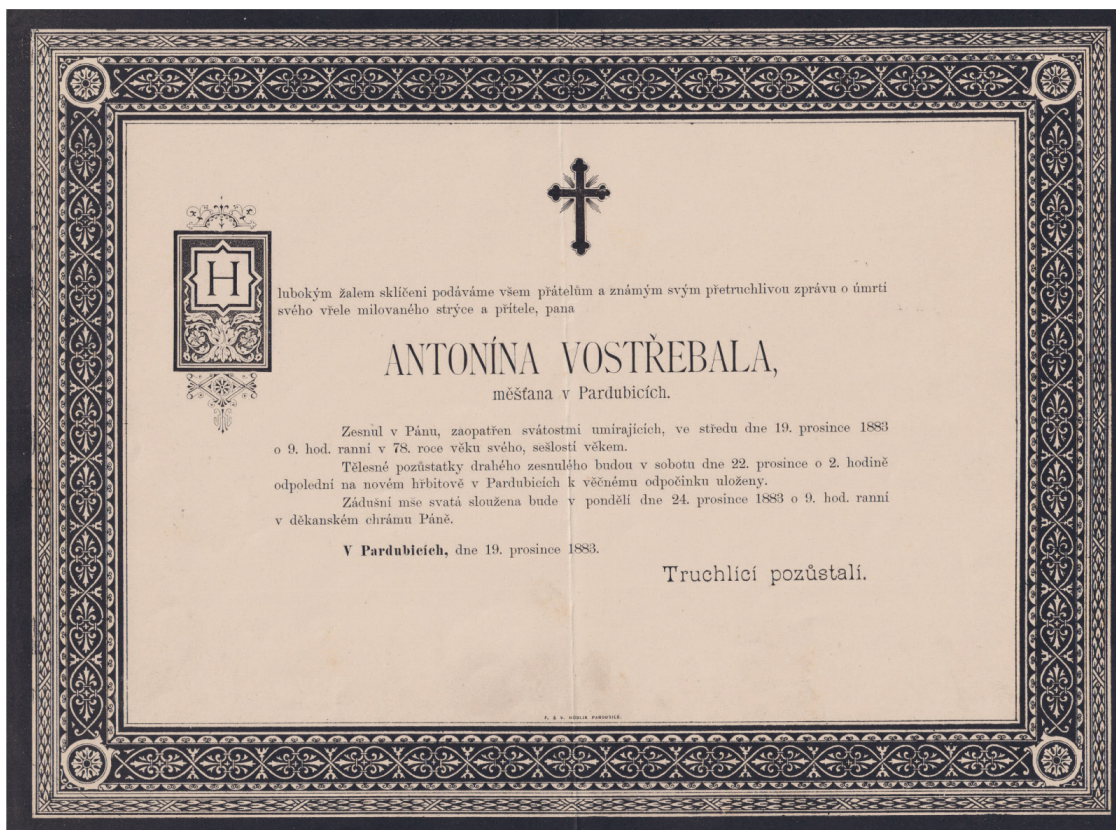 Hlubokým žalem sklíčeni podáváme všem přátelům a známým svým přetruchlivou zprávu o úmrtí
svého vřele milovaného strýce a přítele, pana
ANTONÍNA VOSTŘEBALA,
měšťana v Pardubicích.
Zesnul v Pánu, zaopatřen svátostmi umírajících, ve středu dne 19. prosince 1883
o 9. hod. ranní v 78. roce věku svého, sešlostí věkem.
Tělesné pozůstatky drahého zesnulého budou v sobotu dne 22. prosince o 2. hodině
odpolední na novém hřbitově v Pardubicích k věčnému odpočinku uloženy.
Zádušní mše svatá sloužena bude v pondělí dne 24. prosince 1883 o 9. hod. ranní
v děkanském chrámu Páně.
V Pardubicích, dne 19. prosince 1883.
Truchlící pozůstalí.
F. & V. HOBLIK PARDUBICE.